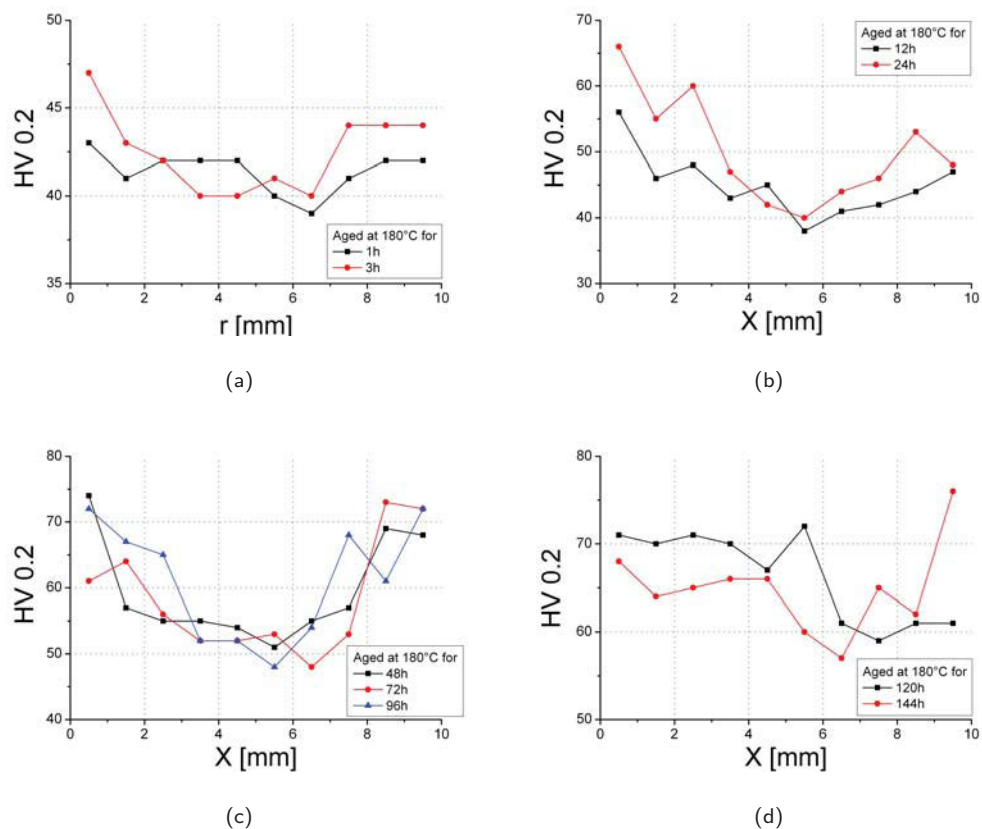 50
45
40
35
HV 0.2
0 2 4 6 8 10
r [mm]
Aged at 180°C for
1h
3h
(a)
70
60
50
40
30
HV 0.2
0 2 4 6 8 10
X [mm]
Aged at 180°C for
12h
24h
(b)
80
70
60
50
40
HV 0.2
0 2 4 6 8 10
X [mm]
Aged at 180°C for
48h
72h
96h
(c)
80
70
60
50
HV 0.2
0 2 4 6 8 10
X [mm]
Aged at 180°C for
120h
144h
(d)